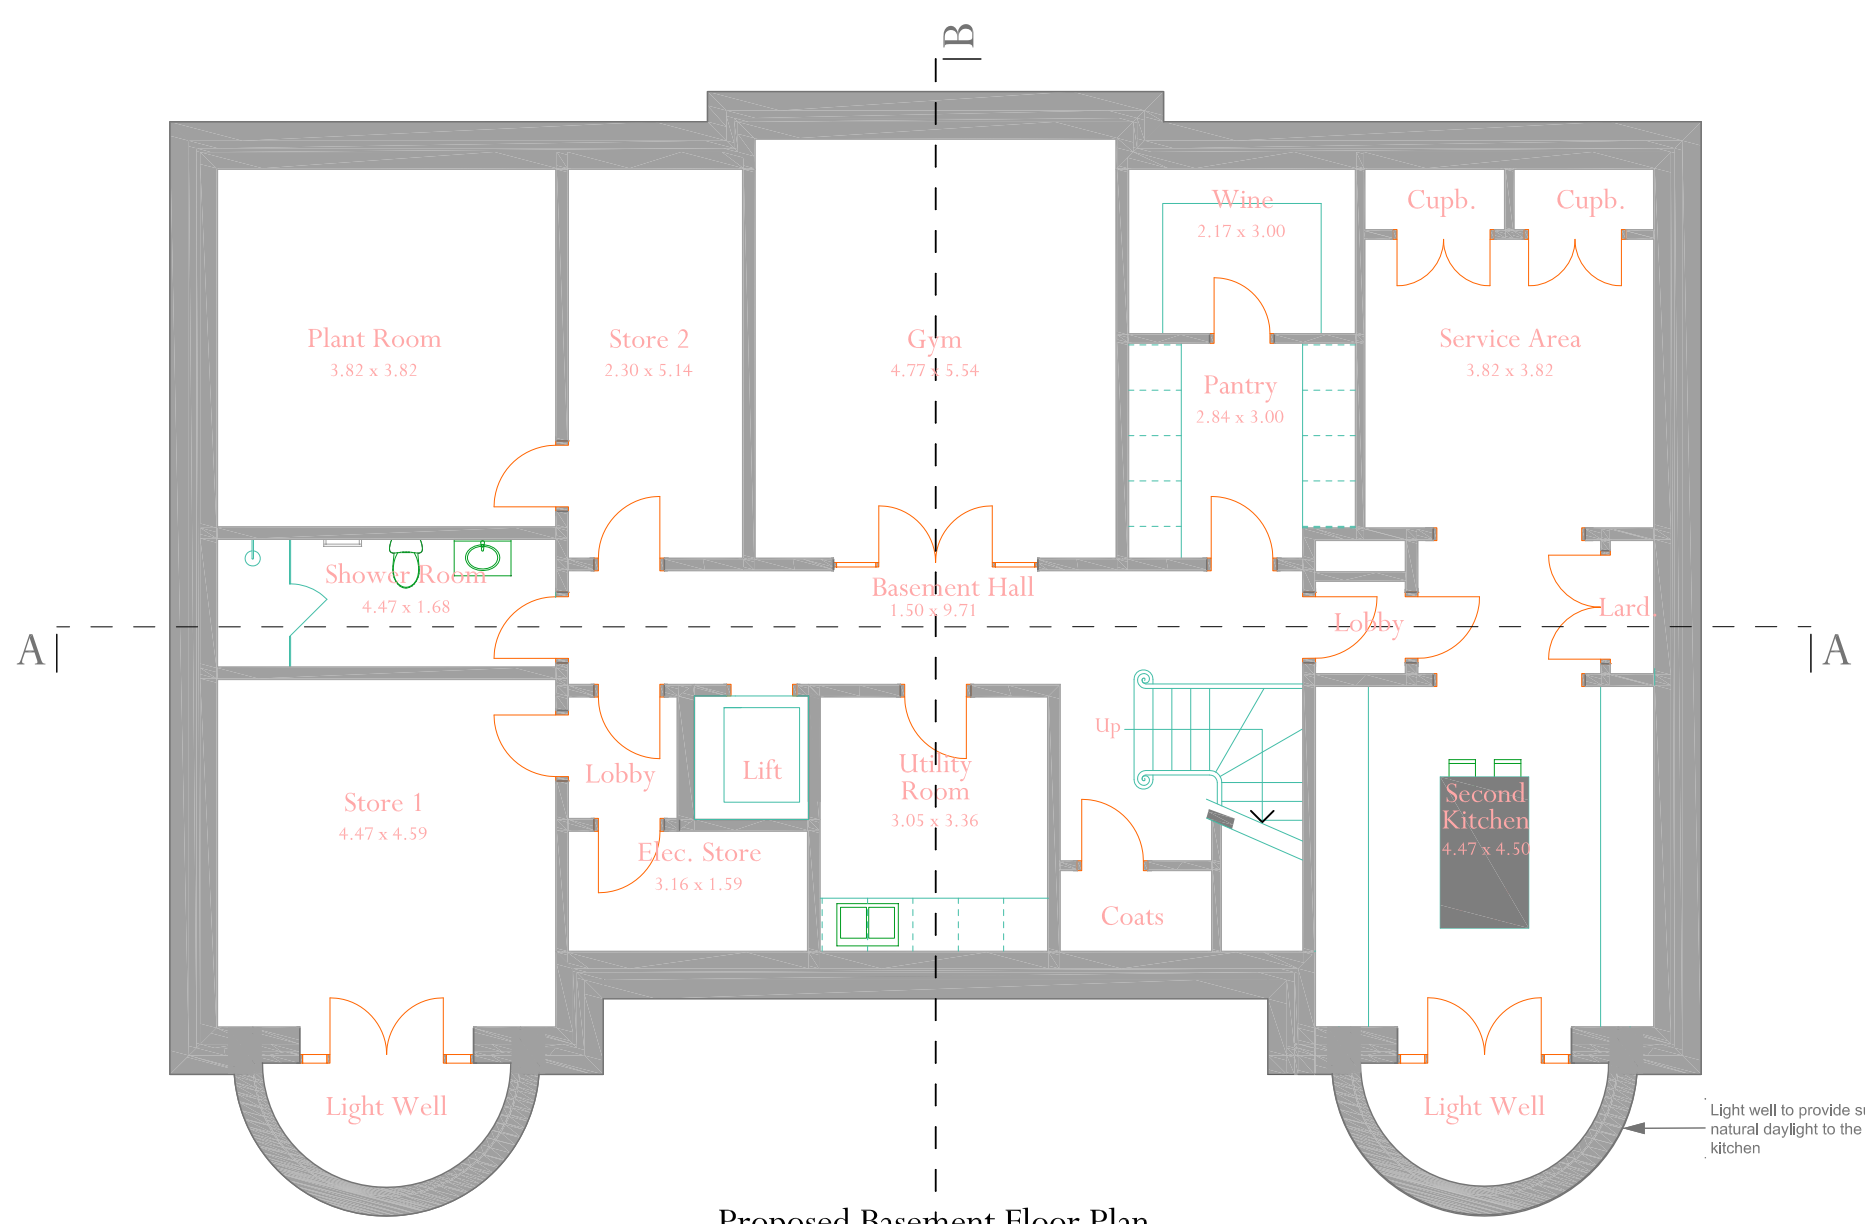 B
Wine
2.17 x 3.00
Cupb.
Cupb.
Plant Room
3.82 x 3.82
Store 2
2.30 x 5.14
Gym
4.77 x 5.54
Pantry
2.84 x 3.00
Service Area
3.82 x 3.82
Shower Room
4.47 x 1.68
Basement Hall
1.50 x 9.71
Lobby
Lard.
A
A
Up
Lobby
Lift
Utility
Room
3.05 x 3.36
Store 1
4.47 x 4.59
Second
Kitchen
4.47 x 4.50
Elec. Store
3.16 x 1.59
Coats
Light Well
Light Well
Light well to provide
natural daylight to the
kitchen
Proposed Basement Floor Plan